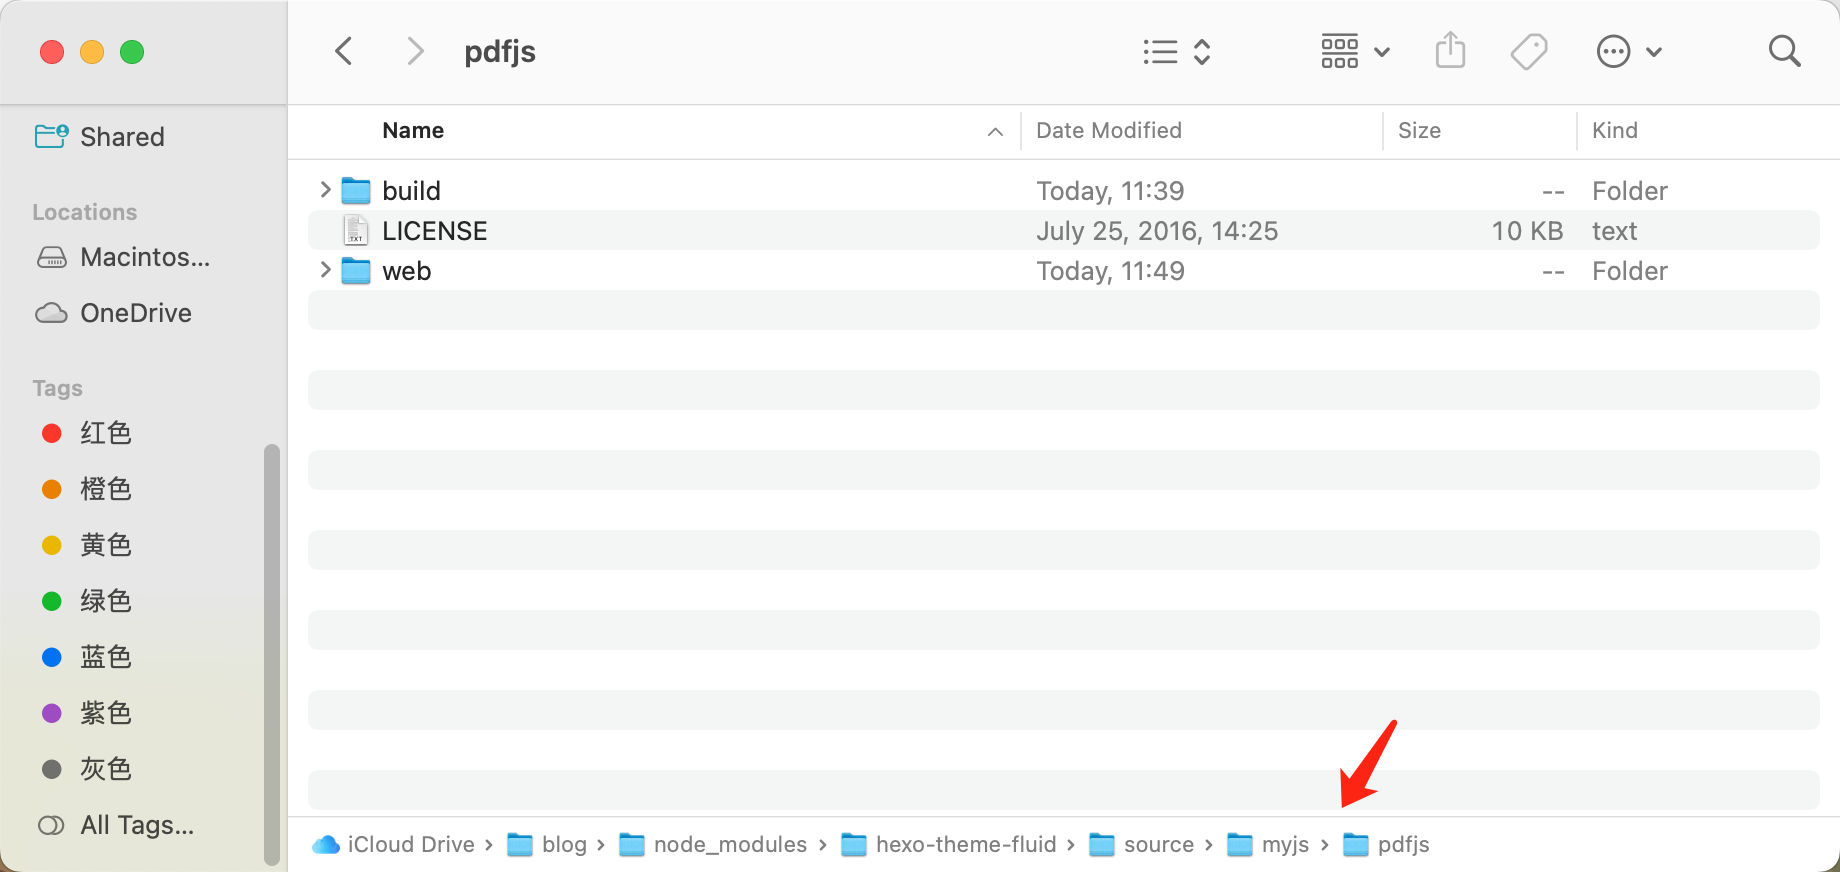 pdfjs
Shared
Locations
Macintos...
OneDrive
Tags
红色
橙色
黄色
绿色
蓝色
紫色
灰色
All Tags...
Name Date Modified Size Kind
build Today, 11:39 -- Folder
TXT LICENSE July 25, 2016, 14:25 10 KB text
web Today, 11:49 -- Folder
iCloud Drive › blog › node_modules › hexo-theme-fluid › source › myjs › pdfjs